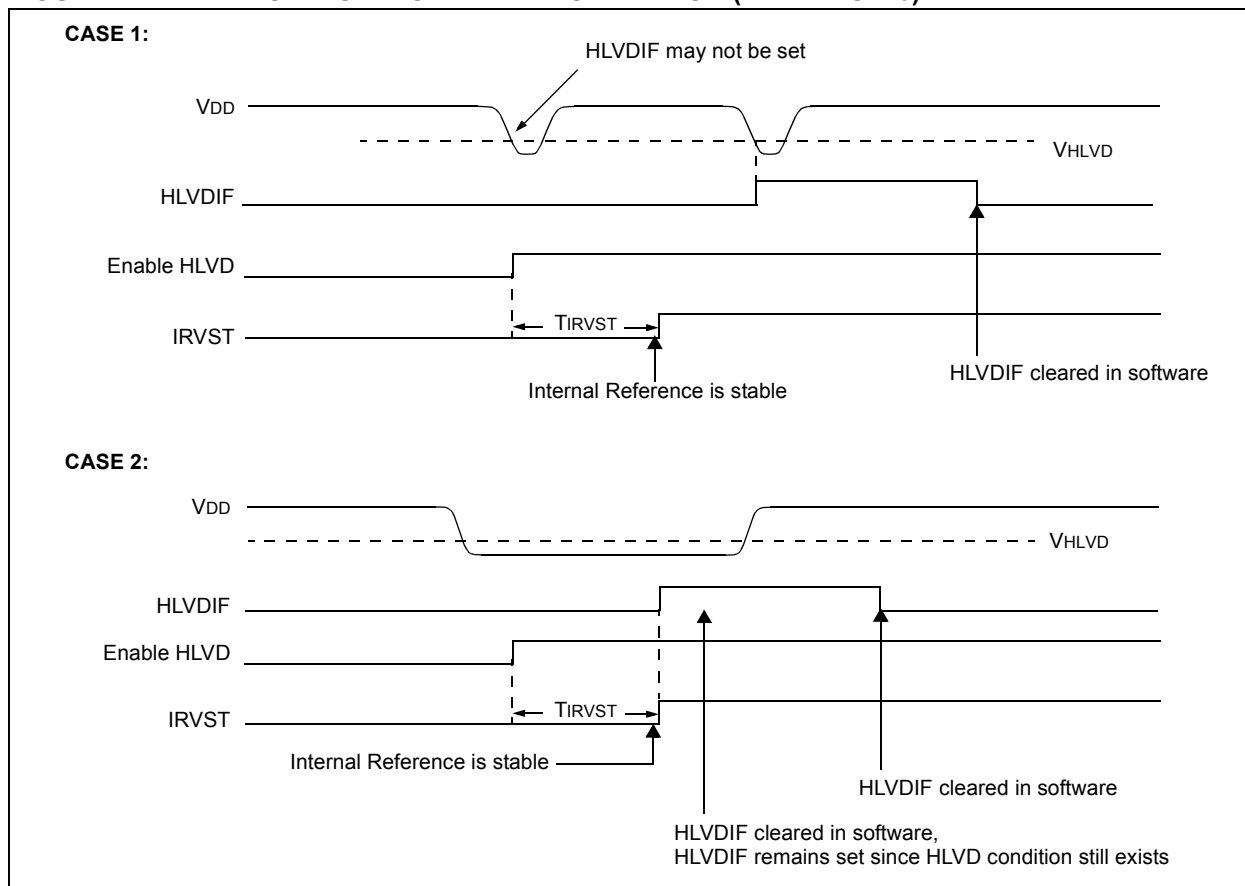 CASE 1:
HLVDIF may not be set
VDD
VHLVD
HLVDIF
Enable HLVD
TIRVST
IRVST
HLVDIF cleared in software
Internal Reference is stable
CASE 2:
VDD
VHLVD
HLVDIF
Enable HLVD
TIRVST
IRVST
Internal Reference is stable
HLVDIF cleared in software
HLVDIF cleared in software,
HLVDIF remains set since HLVD condition still exists